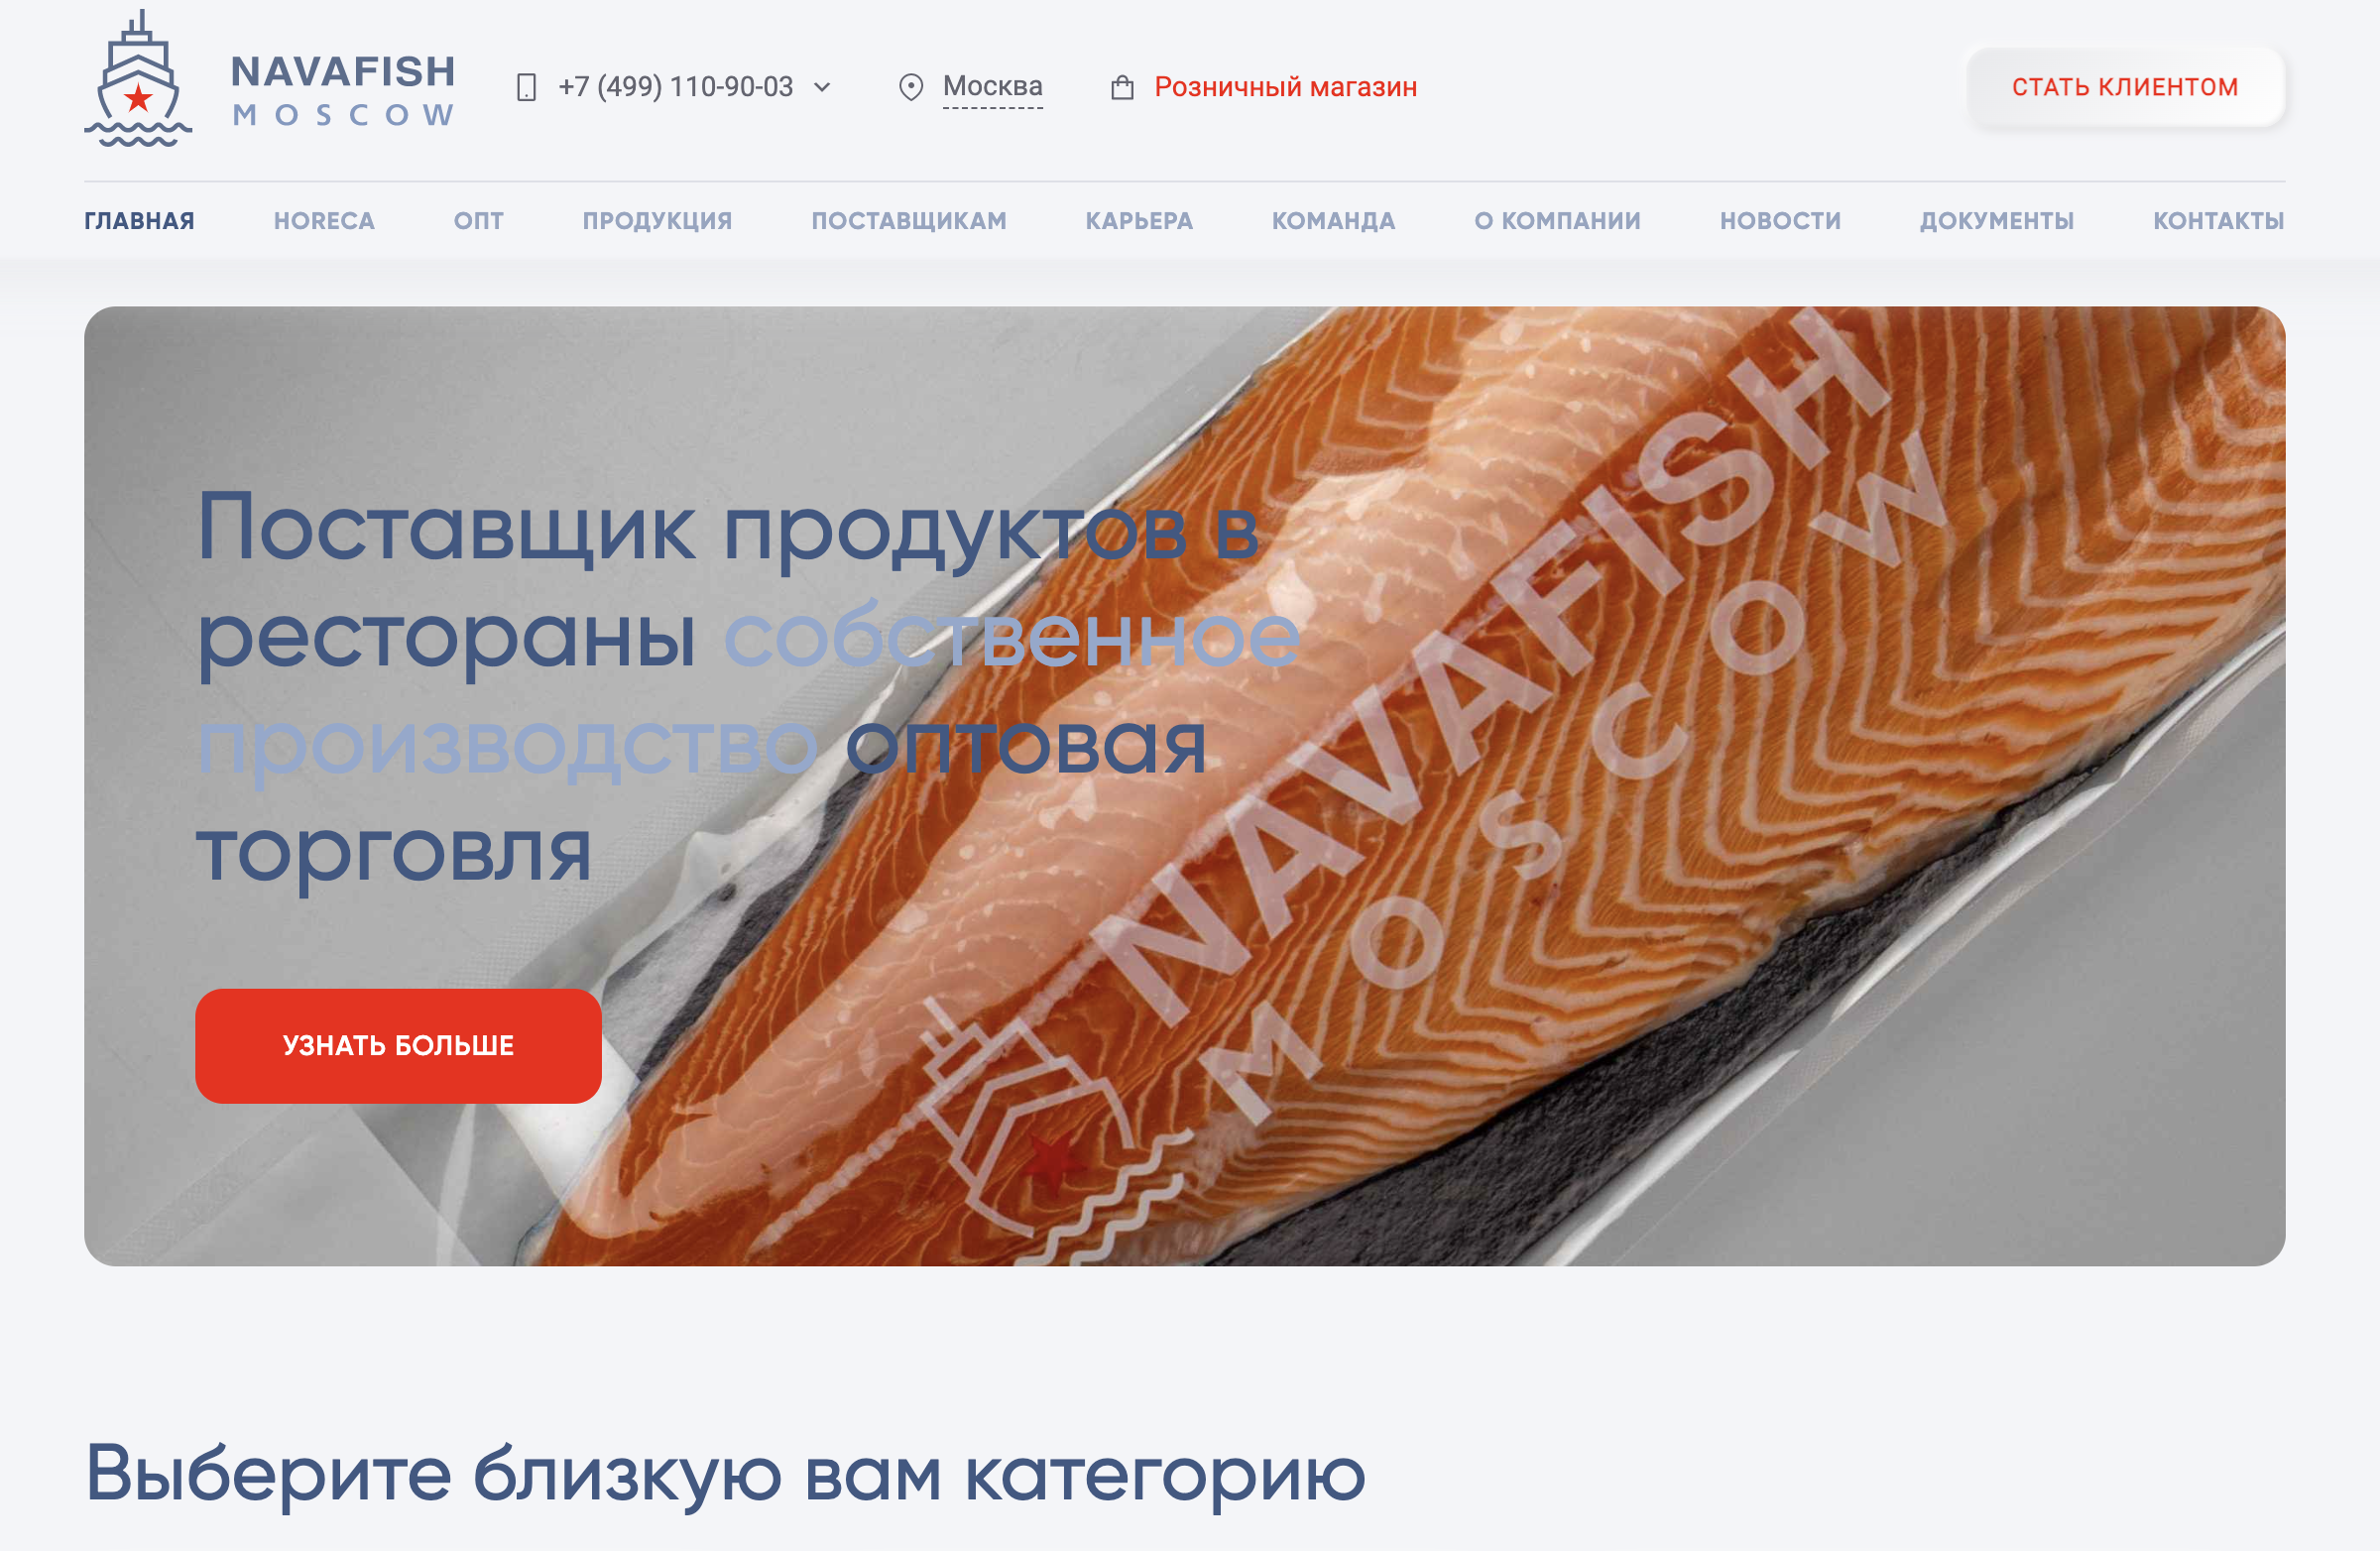 NAVAFISH
MOSCOW
+7 (499) 110-90-03
Москва
Розничный магазин
СТАТЬ КЛИЕНТОМ
ГЛАВНАЯ
HORECA
ОПТ
ПРОДУКЦИЯ
ПОСТАВЩИКАМ
КАРЬЕРА
КОМАНДА
О КОМПАНИИ
НОВОСТИ
ДОКУМЕНТЫ
КОНТАКТЫ
Поставщик продуктов в
рестораны собственное
производство оптовая
торговля
УЗНАТЬ БОЛЬШЕ
NAVAFISH
MOSCOW
Выберите близкую вам категорию